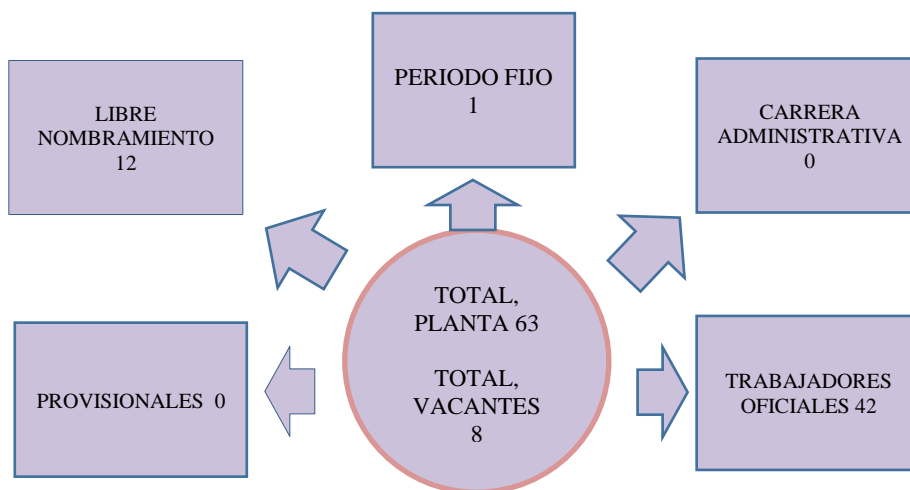 LIBRE
NOMBRAMIENTO
12
PERIODO FIJO
1
CARRERA
ADMINISTRATIVA
0
TOTAL,
PLANTA 63
TOTAL,
VACANTES
8
PROVISIONALES 0
TRABAJADORES
OFICIALES 42